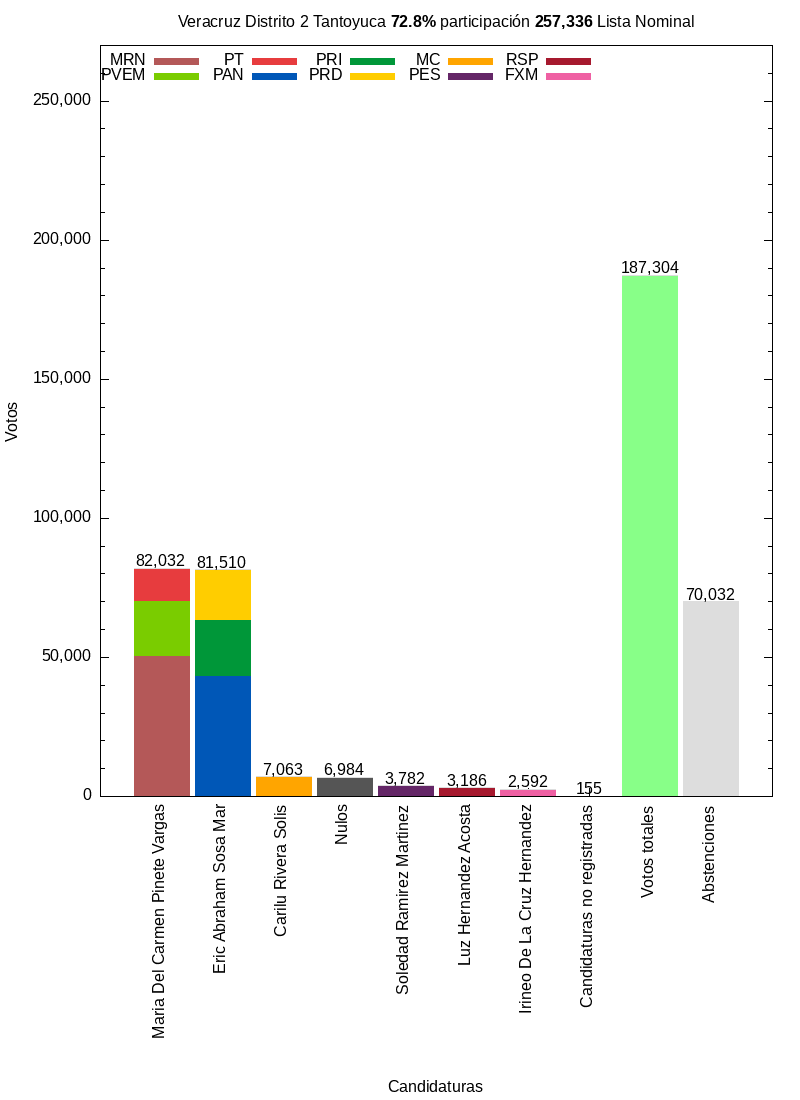 Veracruz Distrito 2 Tantoyuca 72.8% participación 257,336 Lista Nominal
MRN PT PRI MC RSP
PVEM PAN PRD PES FXM
250,000
200,000
150,000
100,000
50,000
0
Votos
82,032
81,510
7,063
6,984
3,782
3,186
2,592
155
187,304
70,032
Maria Del Carmen Pinete Vargas
Eric Abraham Sosa Mar
Carilu Rivera Solis
Nulos
Soledad Ramirez Martinez
Luz Hernandez Acosta
Irineo De La Cruz Hernandez
Candidaturas no registradas
Votos totales
Abstenciones
Candidaturas